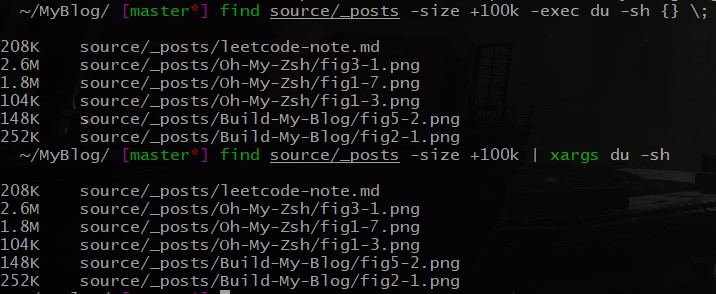 ~/MyBlog/ [master*] find source/_posts -size +100k -exec du -sh {} \;
208K source/_posts/leetcode-note.md
2.6M source/_posts/Oh-My-Zsh/fig3-1.png
1.8M source/_posts/Oh-My-Zsh/fig1-7.png
104K source/_posts/Oh-My-Zsh/fig1-3.png
148K source/_posts/Build-My-Blog/fig5-2.png
252K source/_posts/Build-My-Blog/fig2-1.png
~/MyBlog/ [master*] find source/_posts -size +100k | xargs du -sh
208K source/_posts/leetcode-note.md
2.6M source/_posts/Oh-My-Zsh/fig3-1.png
1.8M source/_posts/Oh-My-Zsh/fig1-7.png
104K source/_posts/Oh-My-Zsh/fig1-3.png
148K source/_posts/Build-My-Blog/fig5-2.png
252K source/_posts/Build-My-Blog/fig2-1.png